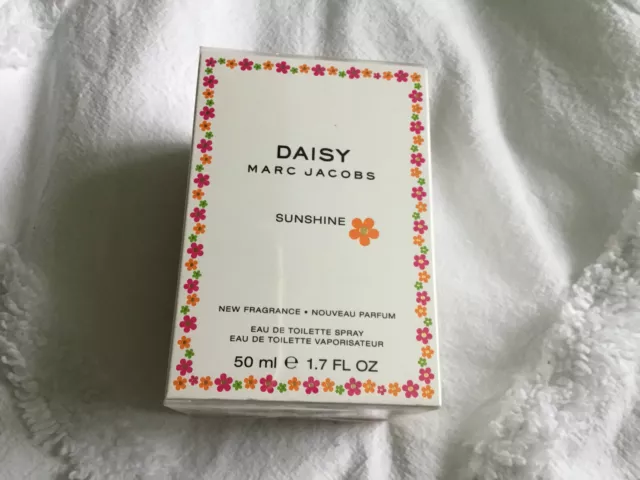 DAISY
MARC JACOBS
SUNSHINE
NEW FRAGRANCE • NOUVEAU PARFUM
EAU DE TOILETTE SPRAY
EAU DE TOILETTE VAPORISATEUR
50 ml ℮ 1.7 FL OZ